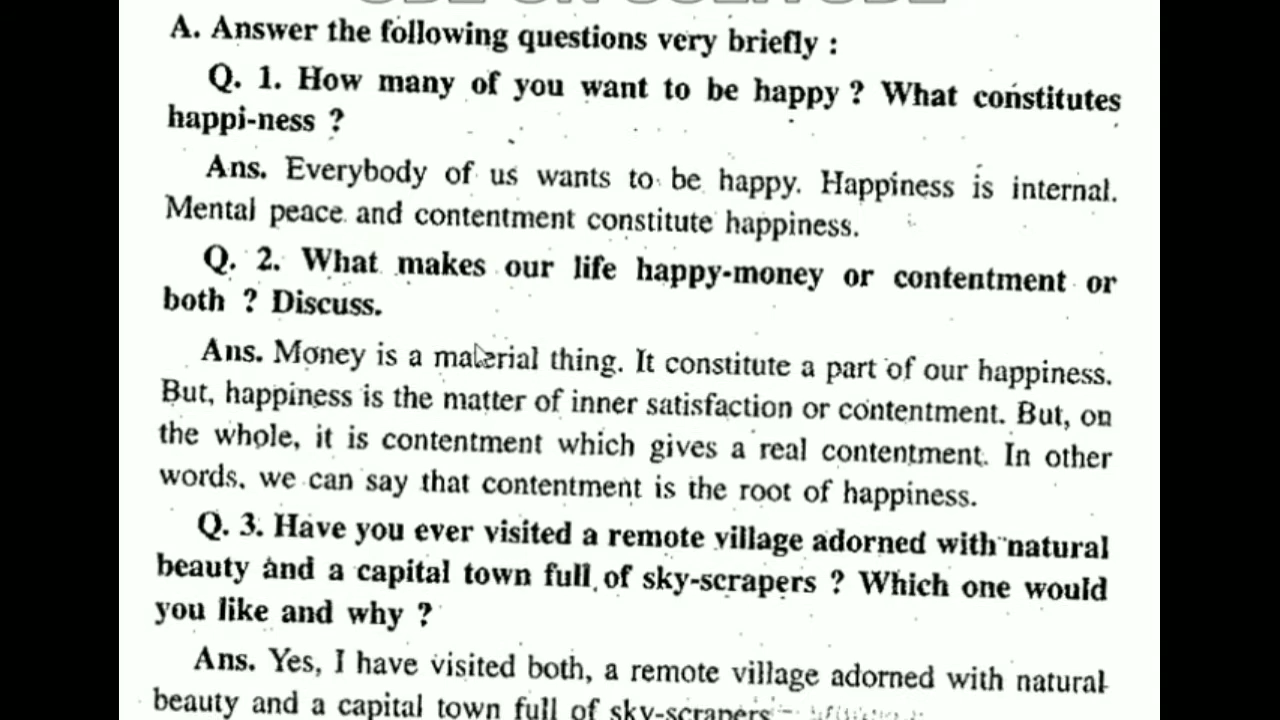 A. Answer the following questions very briefly :
Q. 1. How many of you want to be happy ? What constitutes
happi-ness ?
Ans. Everybody of us wants to be happy. Happiness is internal.
Mental peace and contentment constitute happiness.
Q. 2. What makes our life happy-money or contentment or
both ? Discuss.
Ans. Money is a material thing. It constitute a part of our happiness.
But, happiness is the matter of inner satisfaction or contentment. But, on
the whole, it is contentment which gives a real contentment. In other
words, we can say that contentment is the root of happiness.
Q. 3. Have you ever visited a remote village adorned with natural
beauty and a capital town full of sky-scrapers ? Which one would
you like and why ?
Ans. Yes, I have visited both, a remote village adorned with natural
beauty and a capital town full of sky-scrapers